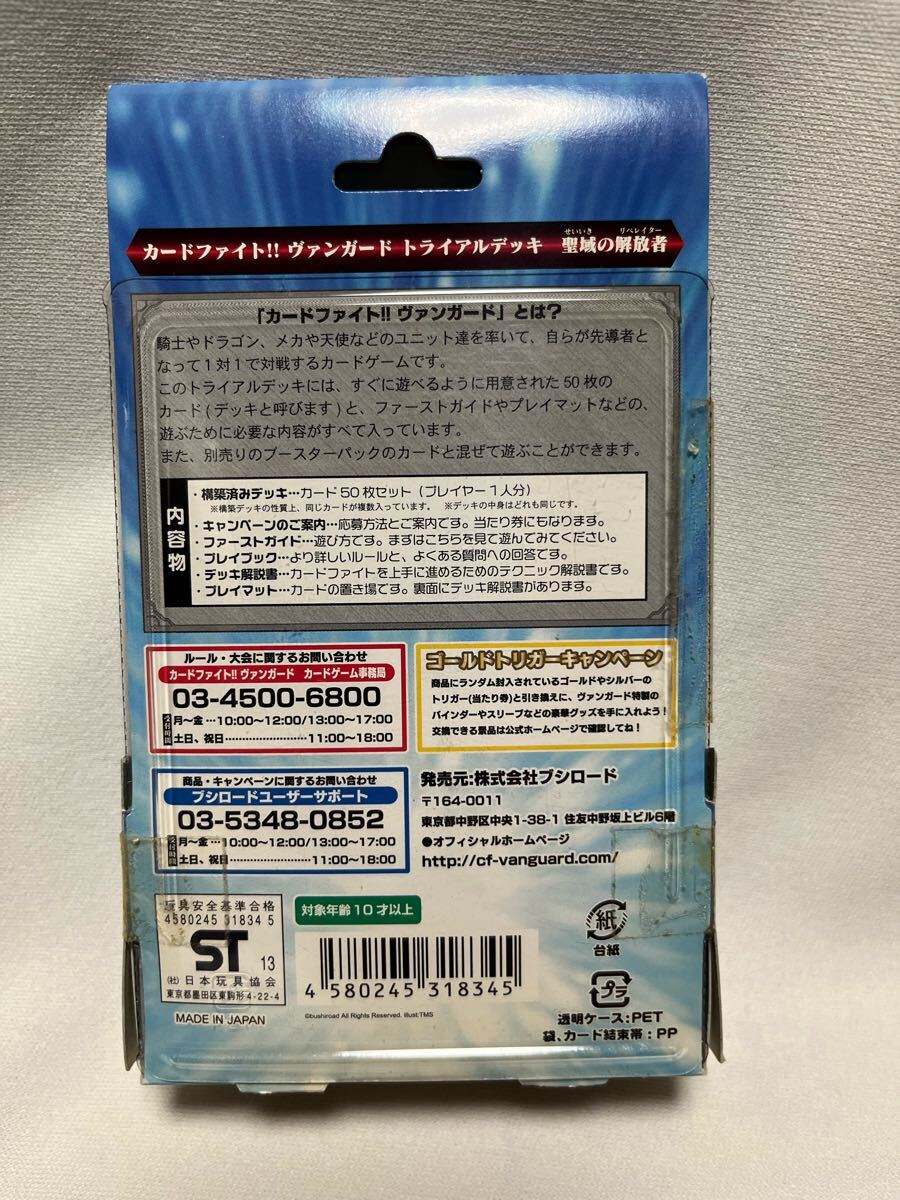 せいいき リベレイター
カードファイト!! ヴァンガード トライアルデッキ 聖域の解放者
「カードファイト!! ヴァンガード」とは?
騎士やドラゴン、メカや天使などのユニット達を率いて、自らが先導者と
なって1対1で対戦するカードゲームです。
このトライアルデッキには、すぐに遊べるように用意された50枚の
カード(デッキと呼びます)と、ファーストガイドやプレイマットなどの、
遊ぶために必要な内容がすべて入っています。
また、別売りのブースターパックのカードと混ぜて遊ぶことができます。
内容物
・構築済みデッキ…カード50枚セット(プレイヤー1人分)
※構築デッキの性質上、同じカードが複数入っています。 ※デッキの中身はどれも同じです。
・キャンペーンのご案内…応募方法とご案内です。当たり券にもなります。
・ファーストガイド…遊び方です。まずはこちらを見て遊んでみてください。
・プレイブック…より詳しいルールと、よくある質問への回答です。
・デッキ解説書…カードファイトを上手に進めるためのテクニック解説書です。
・プレイマット…カードの置き場です。裏面にデッキ解説書があります。
ルール・大会に関するお問い合わせ
カードファイト!! ヴァンガード カードゲーム事務局
03-4500-6800
受付時間
月〜金…10:00〜12:00/13:00〜17:00
土日、祝日……………………11:00〜18:00
ゴールドトリガーキャンペーン
商品にランダム封入されているゴールドやシルバーの
トリガー(当たり券)と引き換えに、ヴァンガード特製の
バインダーやスリーブなどの豪華グッズを手に入れよう!
交換できる景品は公式ホームページで確認してね!
商品・キャンペーンに関するお問い合わせ
ブシロードユーザーサポート
03-5348-0852
受付時間
月〜金…10:00〜12:00/13:00〜17:00
土日、祝日……………………11:00〜18:00
発売元:株式会社ブシロード
〒164-0011
東京都中野区中央1-38-1 住友中野坂上ビル6階
●オフィシャルホームページ
http://cf-vanguard.com/
玩具安全基準合格
4580245 31834 5
ST 13
(社)日本玩具協会
東京都墨田区東駒形4-22-4
MADE IN JAPAN
対象年齢10才以上
4 580245 318345
©bushiroad All Rights Reserved. illust:TMS
紙
台紙
プラ
透明ケース:PET
袋、カード結束帯:PP